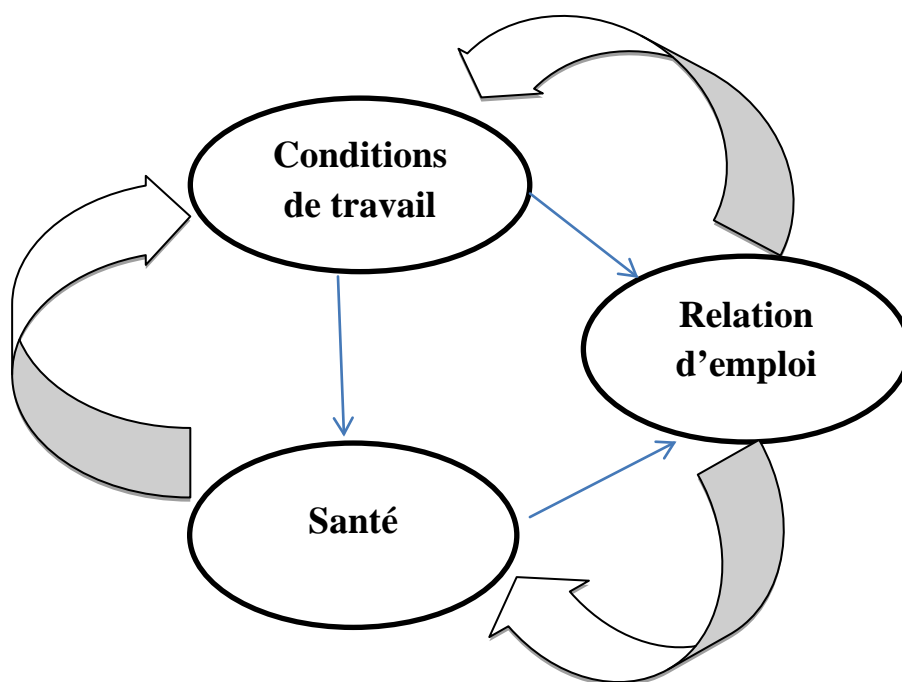 Conditions
de travail
Relation
d’emploi
Santé